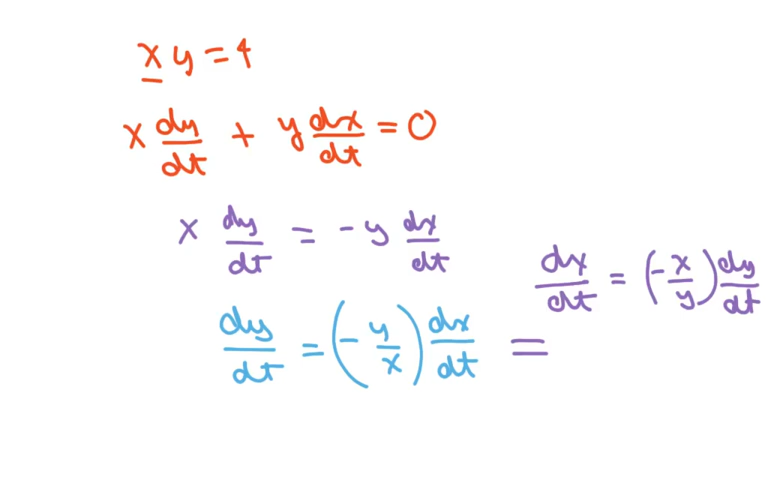 xy = 4
x dy/dt + y dx/dt = 0
x dy/dt = -y dx/dt
dx/dt = (-x/y) dy/dt
dy/dt = (-y/x) dx/dt =